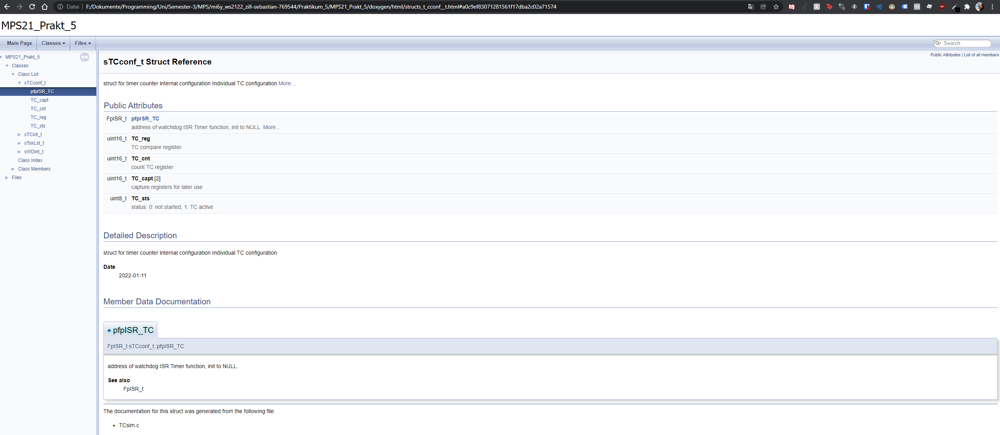 Datei F:/Dokumente/Programming/Uni/Semester-3/MPS/mi6y_ws2122_zill-sebastian-769544/Praktikum_5/MPS21_Prakt_5/doxygen/html/structs_t_cconf__t.html#a0c9ef83071281561f17dba2c02a71574
MPS21_Prakt_5
Main Page Classes Files Search
Public Attributes | List of all members
MPS21_Prakt_5
Classes
Class List
sTCconf_t
pfpISR_TC
TC_capt
TC_cnt
TC_reg
TC_sts
sTCint_t
sTskLst_t
sWDint_t
Class Index
Class Members
Files
sTCconf_t Struct Reference
struct for timer counter internal configuration Individual TC configuration More...
Public Attributes
FpISR_t pfpISR_TC
address of watchdog ISR Timer function, init to NULL. More...
uint16_t TC_reg
TC compare register.
uint16_t TC_cnt
count TC register
uint16_t TC_capt [2]
capture registers for later use
uint8_t TC_sts
status: 0: not started, 1: TC active
Detailed Description
struct for timer counter internal configuration Individual TC configuration
Date
2022-01-11
Member Data Documentation
◆ pfpISR_TC
FpISR_t sTCconf_t::pfpISR_TC
address of watchdog ISR Timer function, init to NULL.
See also
FpISR_t
The documentation for this struct was generated from the following file:
• TCsim.c